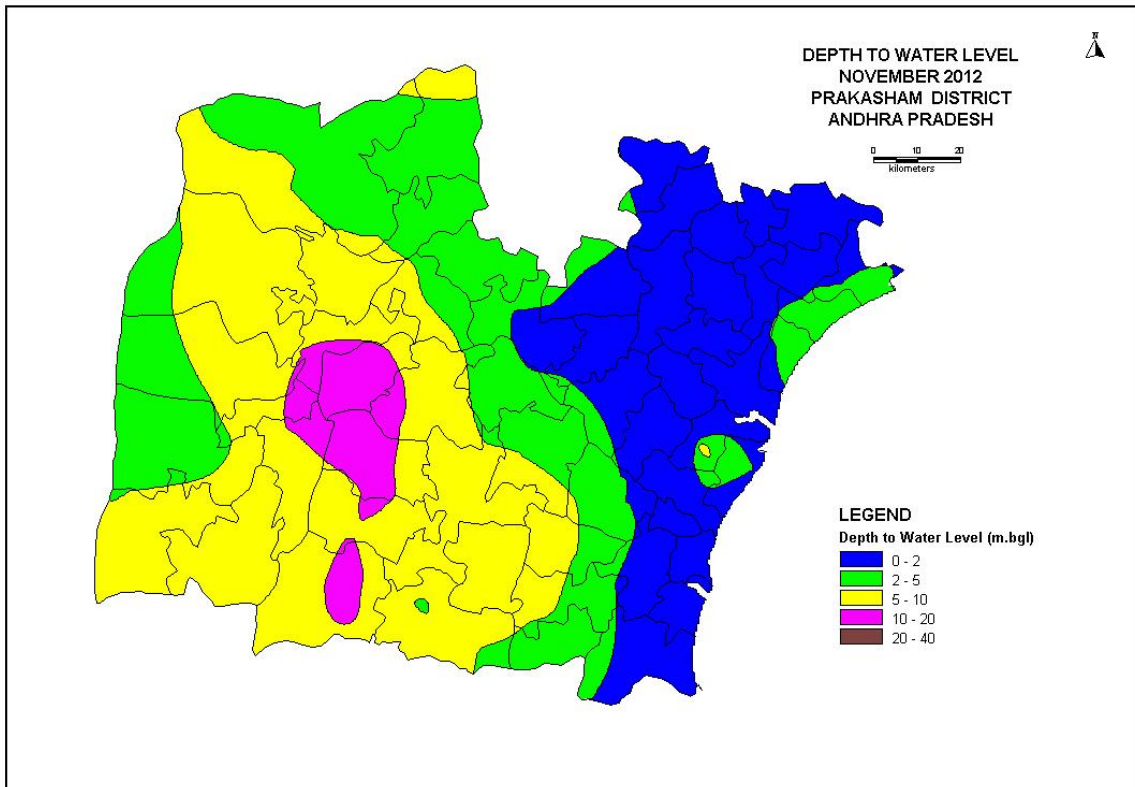 DEPTH TO WATER LEVEL
NOVEMBER 2012
PRAKASHAM DISTRICT
ANDHRA PRADESH
N
0 10 20
kilometers
LEGEND
Depth to Water Level (m.bgl)
0 - 2
2 - 5
5 - 10
10 - 20
20 - 40